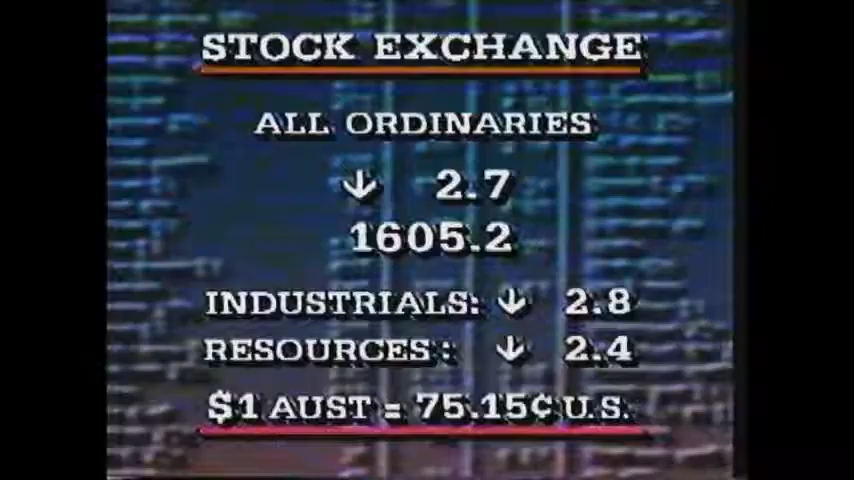 STOCK EXCHANGE
ALL ORDINARIES
↓ 2.7
1605.2
INDUSTRIALS: ↓ 2.8
RESOURCES: ↓ 2.4
$1 AUST = 75.15¢ U.S.